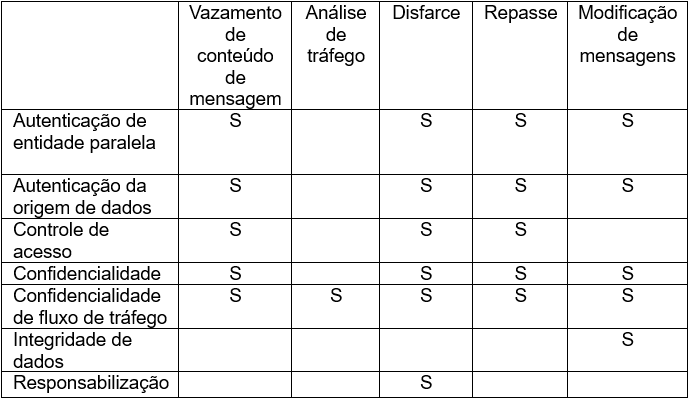 Vazamento de conteúdo de mensagem Análise de tráfego Disfarce Repasse Modificação de mensagens
Autenticação de entidade paralela S S S S
Autenticação da origem de dados S S S S
Controle de acesso S S S
Confidencialidade S S S S
Confidencialidade de fluxo de tráfego S S S S S
Integridade de dados S
Responsabilização S